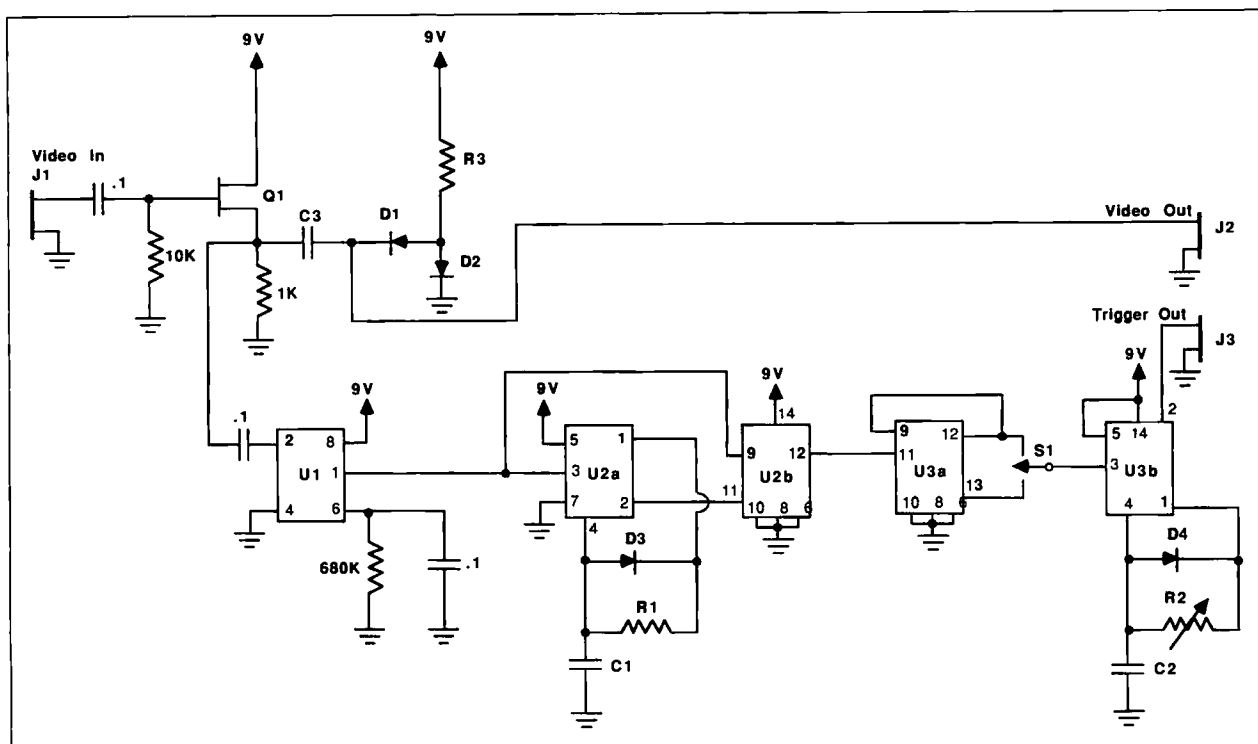 9V
9V
Video In
J1
.1
Q1
R3
C3
D1
D2
10K
1K
Video Out
J2
Trigger Out
J3
9V
2
9V
.1
2
8
U1
1
4
6
680K
.1
9V
5
1
3
U2a
7
2
4
D3
R1
C1
9V
14
9
12
U2b
11
10
8
6
9
12
11
U3a
13
10
8
6
S1
5
14
3
U3b
4
1
D4
R2
C2